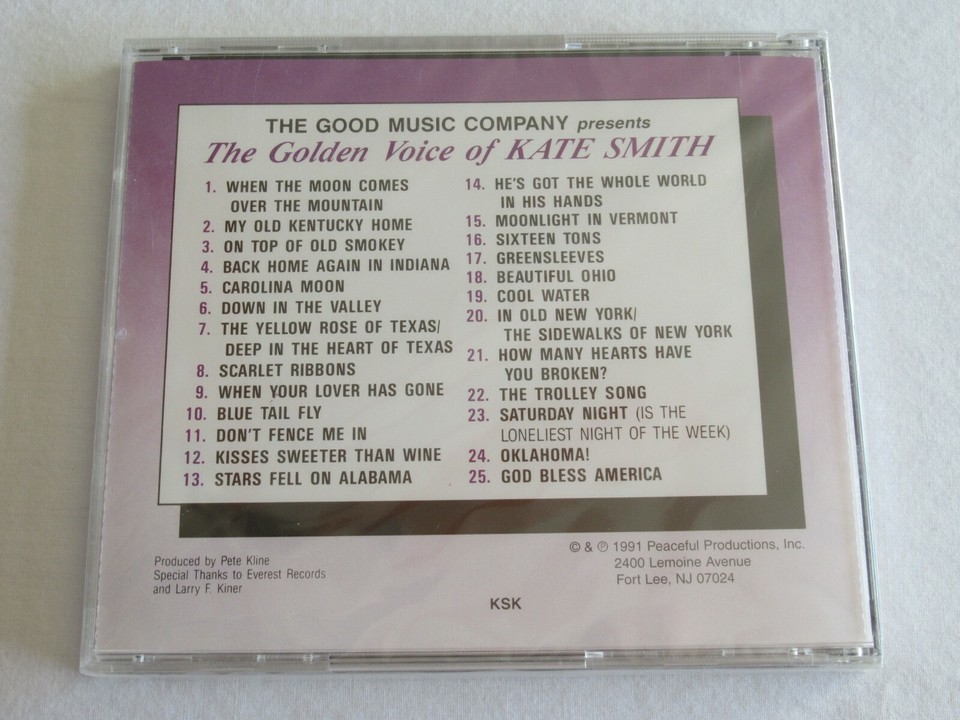 THE GOOD MUSIC COMPANY presents
The Golden Voice of KATE SMITH
1. WHEN THE MOON COMES
OVER THE MOUNTAIN
2. MY OLD KENTUCKY HOME
3. ON TOP OF OLD SMOKEY
4. BACK HOME AGAIN IN INDIANA
5. CAROLINA MOON
6. DOWN IN THE VALLEY
7. THE YELLOW ROSE OF TEXAS/
DEEP IN THE HEART OF TEXAS
8. SCARLET RIBBONS
9. WHEN YOUR LOVER HAS GONE
10. BLUE TAIL FLY
11. DON'T FENCE ME IN
12. KISSES SWEETER THAN WINE
13. STARS FELL ON ALABAMA
14. HE'S GOT THE WHOLE WORLD
IN HIS HANDS
15. MOONLIGHT IN VERMONT
16. SIXTEEN TONS
17. GREENSLEEVES
18. BEAUTIFUL OHIO
19. COOL WATER
20. IN OLD NEW YORK/
THE SIDEWALKS OF NEW YORK
21. HOW MANY HEARTS HAVE
YOU BROKEN?
22. THE TROLLEY SONG
23. SATURDAY NIGHT (IS THE
LONELIEST NIGHT OF THE WEEK)
24. OKLAHOMA!
25. GOD BLESS AMERICA
Produced by Pete Kline
Special Thanks to Everest Records
and Larry F. Kiner
© & ℗ 1991 Peaceful Productions, Inc.
2400 Lemoine Avenue
Fort Lee, NJ 07024
KSK